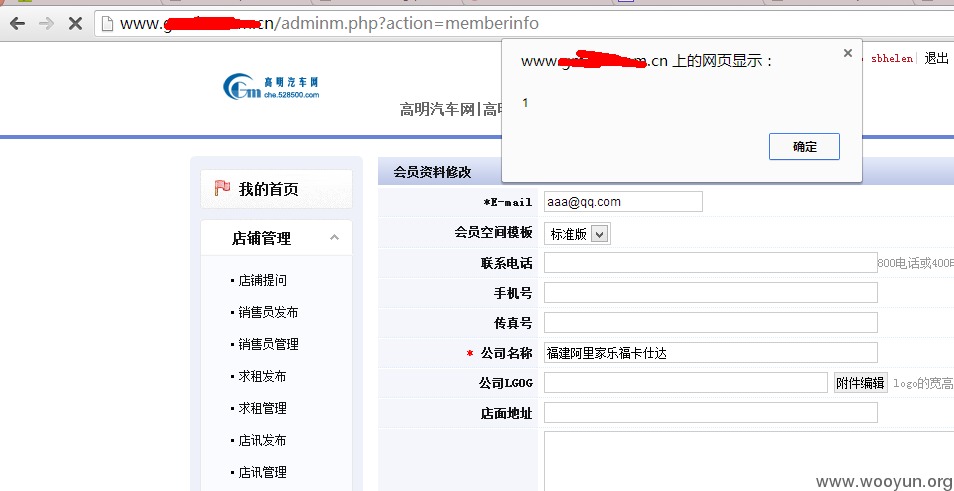 www.g cn/adminm.php?action=memberinfo
www.g m.cn 上的网页显示：
1
确定
sbhelen| 退出
高明汽车网
Gm che.528500.com
高明汽车网|高明
我的首页
店铺管理
• 店铺提问
• 销售员发布
• 销售员管理
• 求租发布
• 求租管理
• 店讯发布
• 店讯管理
会员资料修改
*E-mail aaa@qq.com
会员空间模板 标准版
联系电话 800电话或400电
手机号
传真号
* 公司名称 福建阿里家乐福卡仕达
公司LGOG 附件编辑 logo的宽高
店面地址
www.wooyun.org